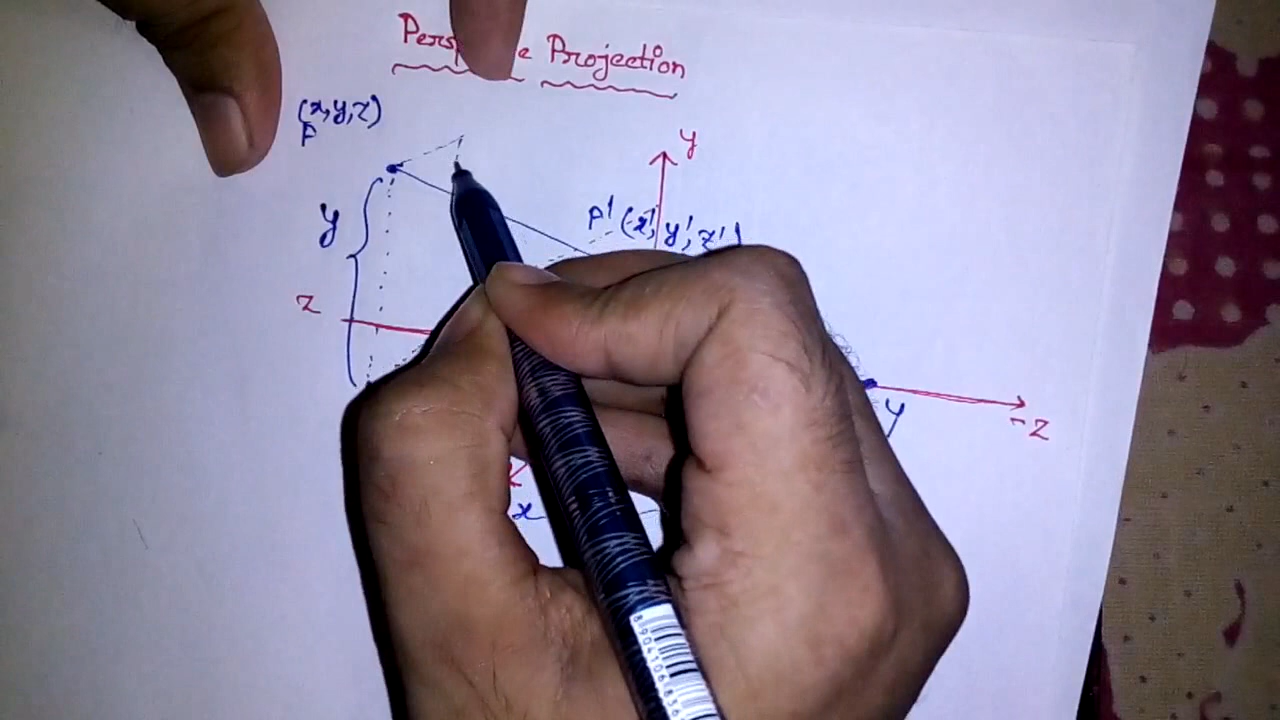 Projection
(x,y,z)
P
y
y
P' (x', y', z')
z
-z
x